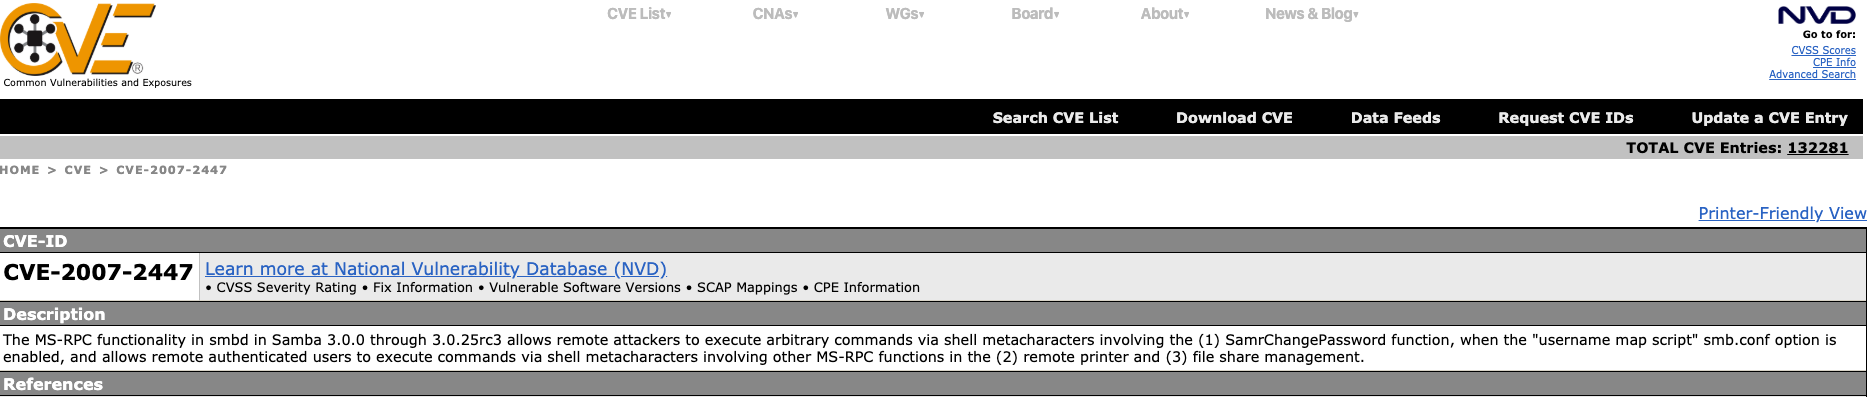 CVE®
Common Vulnerabilities and Exposures
CVE List▾ CNAs▾ WGs▾ Board▾ About▾ News & Blog▾
NVD
Go to for:
CVSS Scores
CPE Info
Advanced Search
Search CVE List Download CVE Data Feeds Request CVE IDs Update a CVE Entry
TOTAL CVE Entries: 132281
HOME > CVE > CVE-2007-2447
Printer-Friendly View
CVE-ID
CVE-2007-2447 Learn more at National Vulnerability Database (NVD)
• CVSS Severity Rating • Fix Information • Vulnerable Software Versions • SCAP Mappings • CPE Information
Description
The MS-RPC functionality in smbd in Samba 3.0.0 through 3.0.25rc3 allows remote attackers to execute arbitrary commands via shell metacharacters involving the (1) SamrChangePassword function, when the "username map script" smb.conf option is
enabled, and allows remote authenticated users to execute commands via shell metacharacters involving other MS-RPC functions in the (2) remote printer and (3) file share management.
References